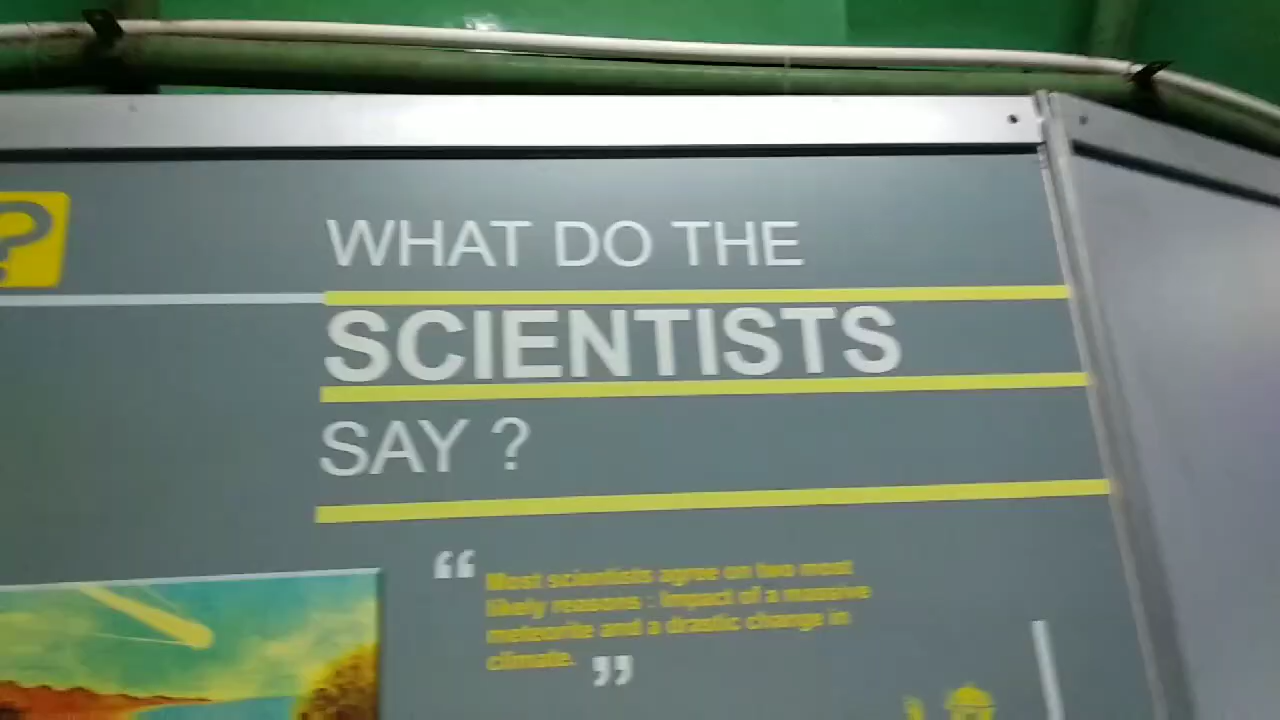 ?
WHAT DO THE
SCIENTISTS
SAY ?
“ Most scientists agree on two most
likely reasons : Impact of a massive
meteorite and a drastic change in
climate. ”